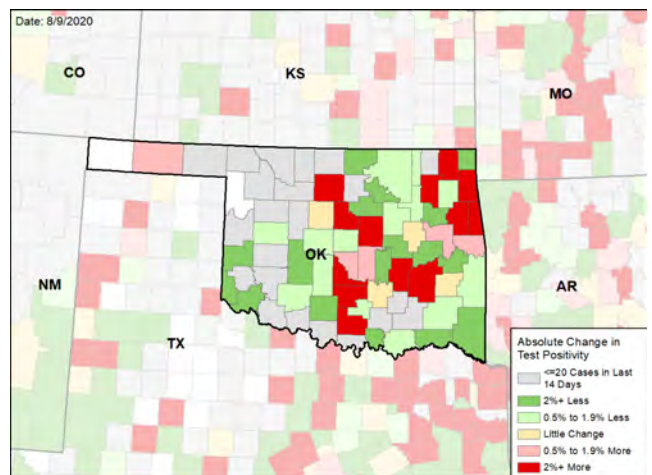 Date: 8/9/2020
CO
KS
MO
OK
NM
AR
TX
Absolute Change in
Test Positivity
<=20 Cases in Last
14 Days
2%+ Less
0.5% to 1.9% Less
Little Change
0.5% to 1.9% More
2%+ More